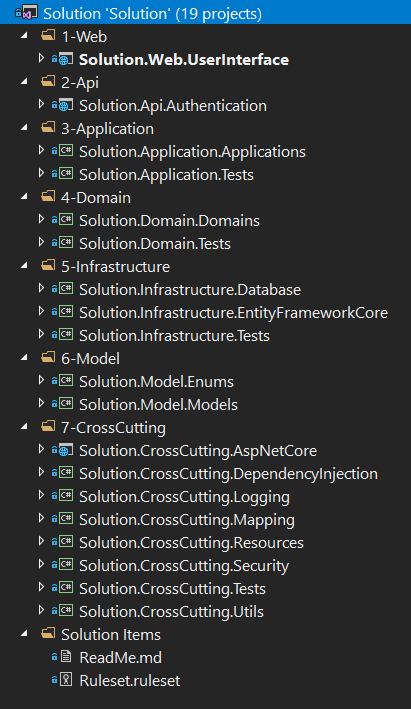 Solution 'Solution' (19 projects)
1-Web
Solution.Web.UserInterface
2-Api
Solution.Api.Authentication
3-Application
Solution.Application.Applications
Solution.Application.Tests
4-Domain
Solution.Domain.Domains
Solution.Domain.Tests
5-Infrastructure
Solution.Infrastructure.Database
Solution.Infrastructure.EntityFrameworkCore
Solution.Infrastructure.Tests
6-Model
Solution.Model.Enums
Solution.Model.Models
7-CrossCutting
Solution.CrossCutting.AspNetCore
Solution.CrossCutting.DependencyInjection
Solution.CrossCutting.Logging
Solution.CrossCutting.Mapping
Solution.CrossCutting.Resources
Solution.CrossCutting.Security
Solution.CrossCutting.Tests
Solution.CrossCutting.Utils
Solution Items
ReadMe.md
Ruleset.ruleset